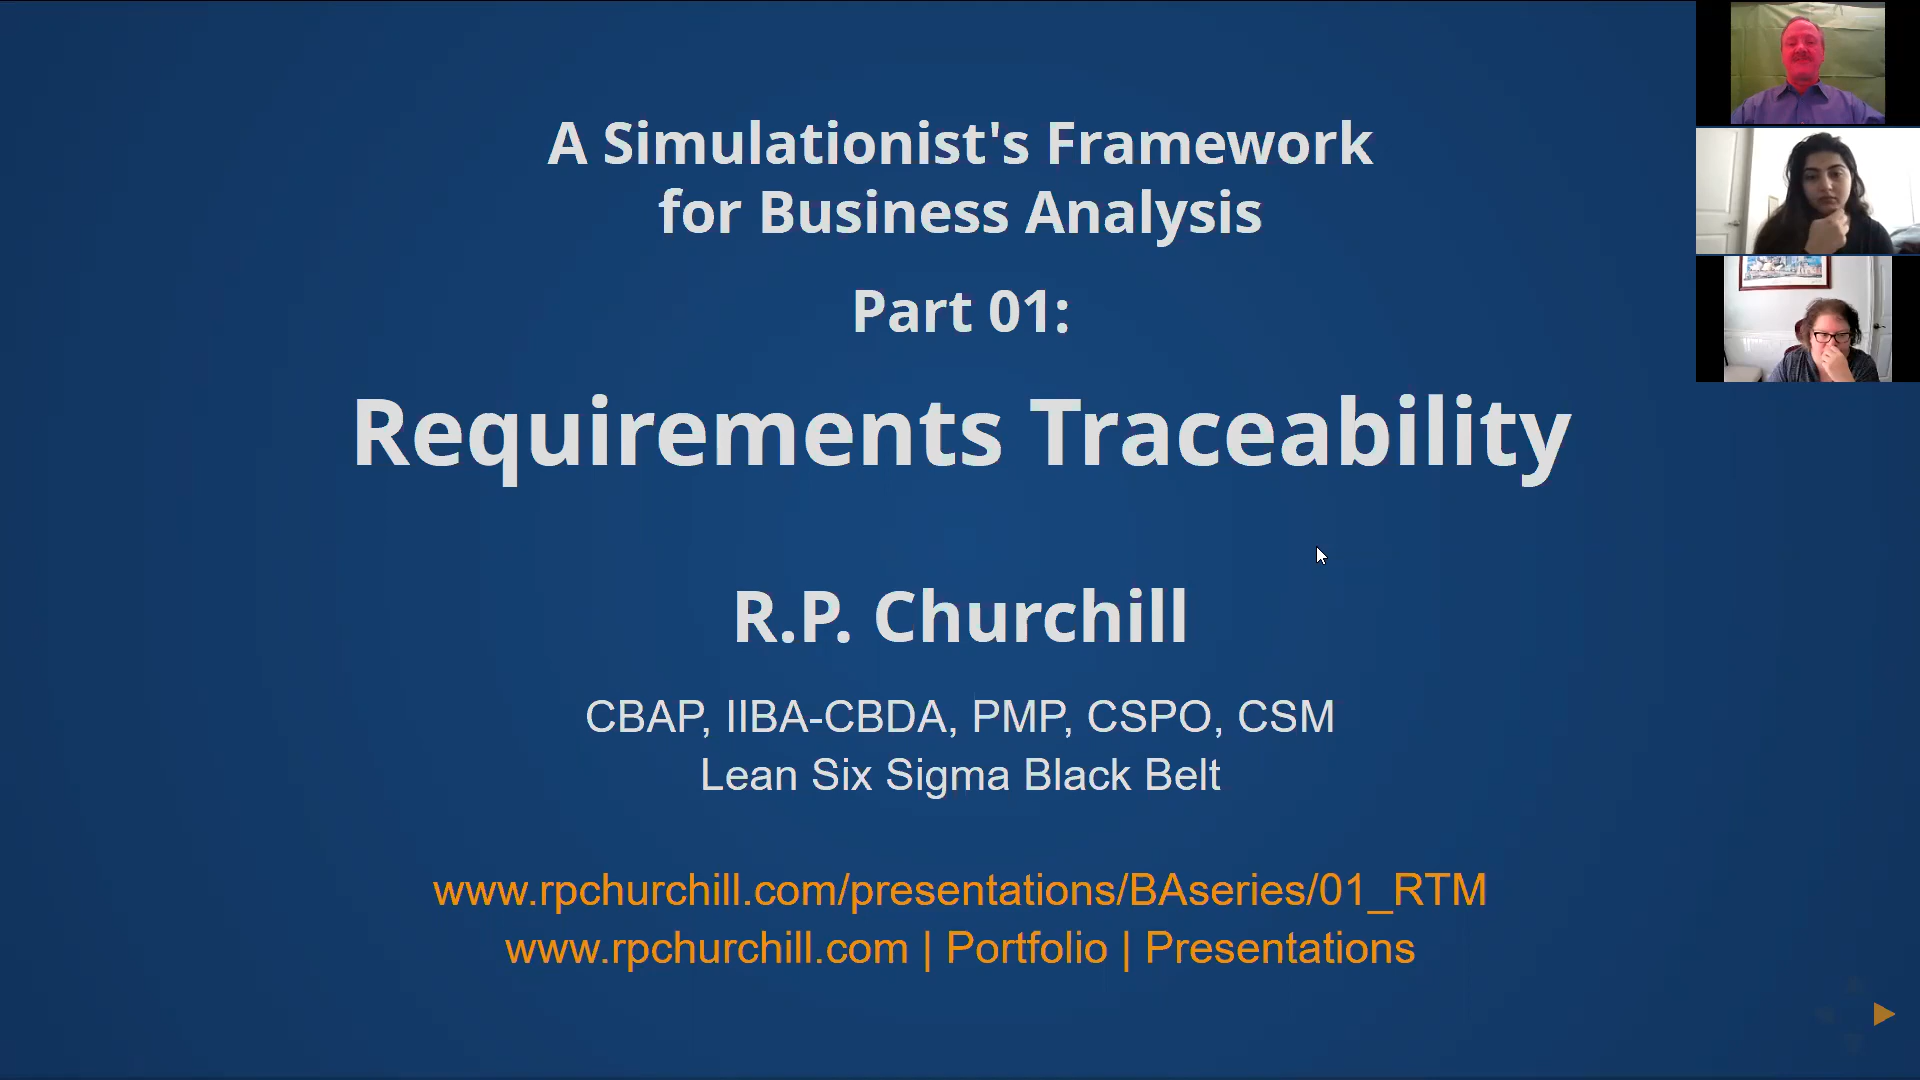 A Simulationist's Framework
for Business Analysis
Part 01:
Requirements Traceability
R.P. Churchill
CBAP, IIBA-CBDA, PMP, CSPO, CSM
Lean Six Sigma Black Belt
www.rpchurchill.com/presentations/BAseries/01_RTM
www.rpchurchill.com | Portfolio | Presentations